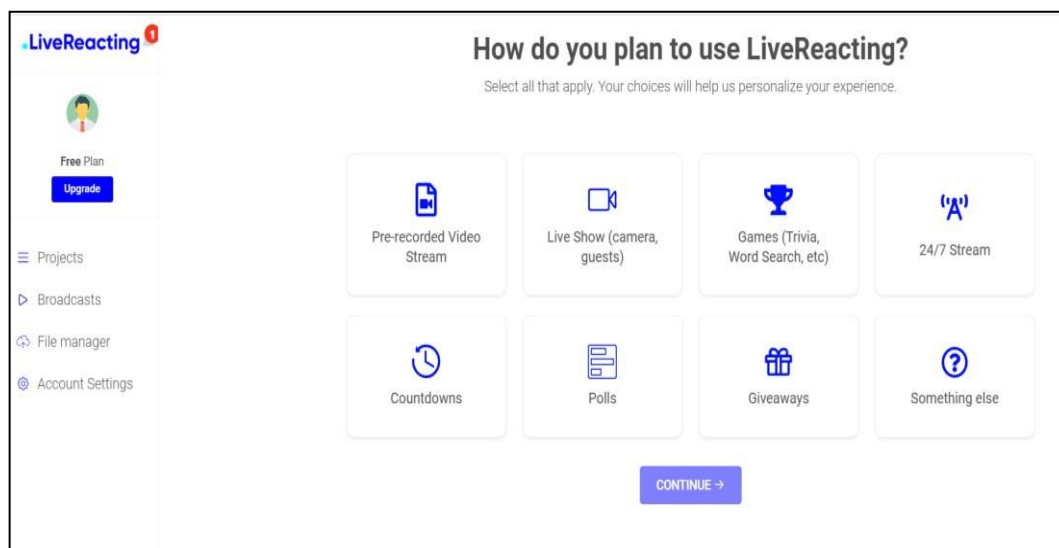 .LiveReacting
1
Free Plan
Upgrade
Projects
Broadcasts
File manager
Account Settings
How do you plan to use LiveReacting?
Select all that apply. Your choices will help us personalize your experience.
Pre-recorded Video
Stream
Live Show (camera,
guests)
Games (Trivia,
Word Search, etc)
24/7 Stream
Countdowns
Polls
Giveaways
Something else
CONTINUE →